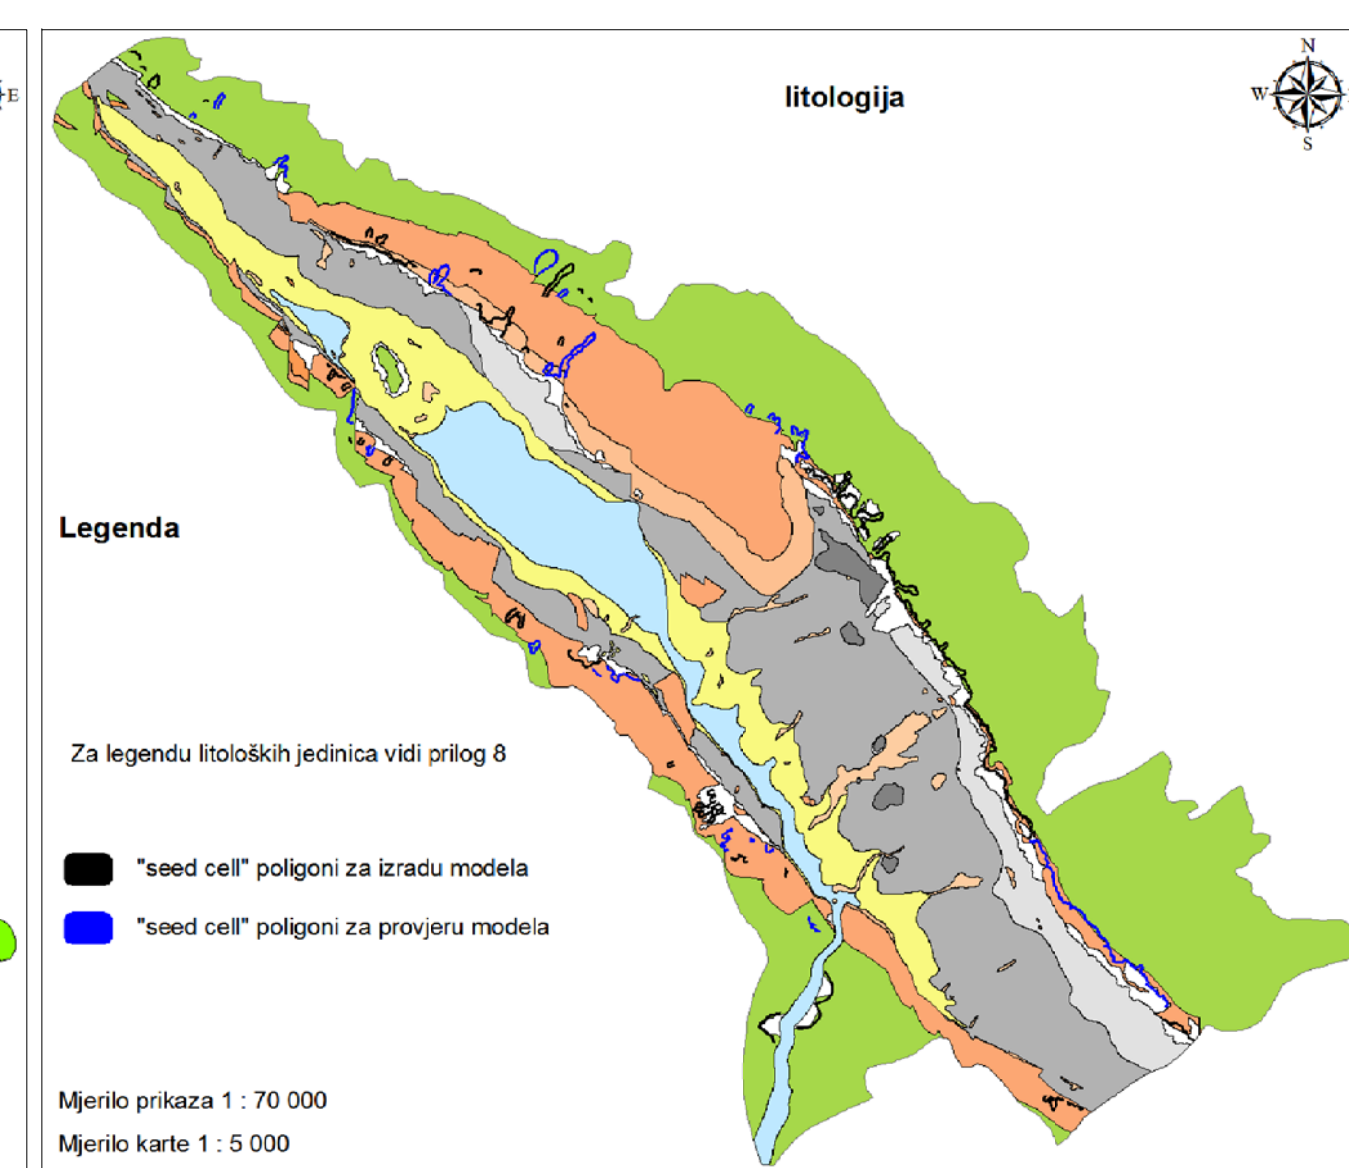 E
litologija
N
W
S
Legenda
Za legendu litoloških jedinica vidi prilog 8
"seed cell" poligoni za izradu modela
"seed cell" poligoni za provjeru modela
Mjerilo prikaza 1 : 70 000
Mjerilo karte 1 : 5 000